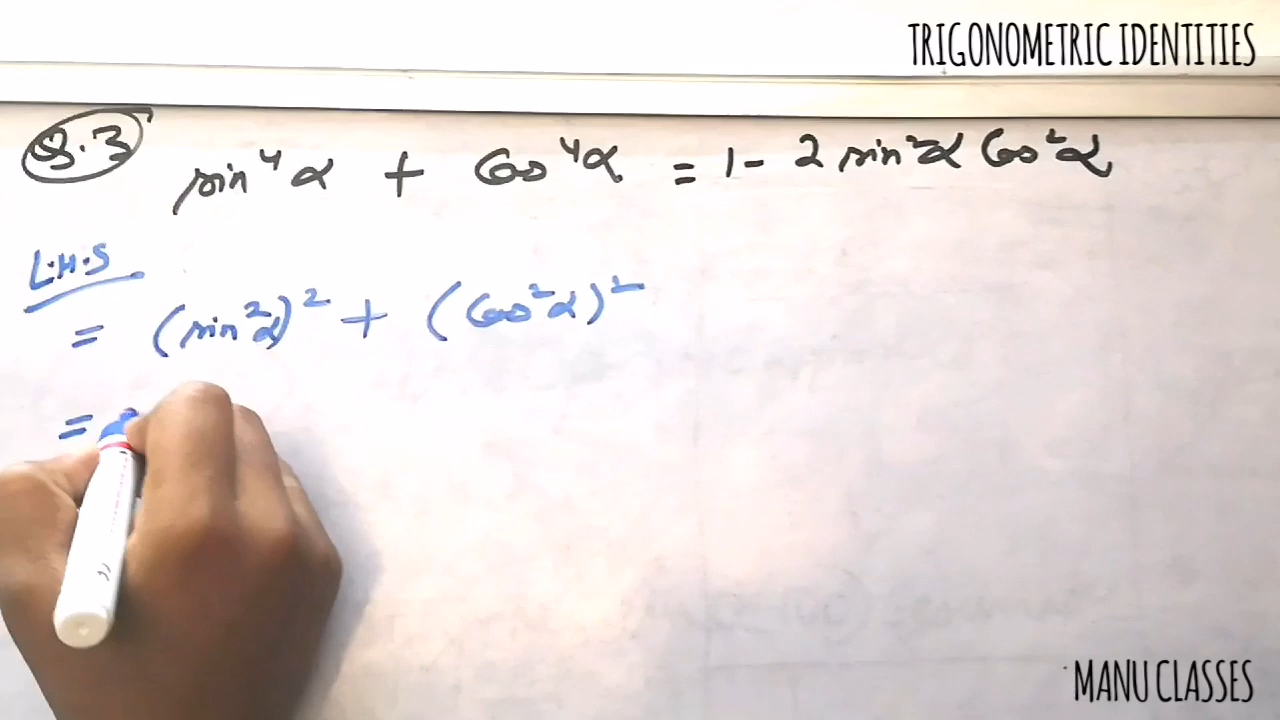 TRIGONOMETRIC IDENTITIES
Q.3 sin⁴α + Cos⁴α = 1 - 2 sin²α Cos²α
L.H.S
= (sin²α)² + (Cos²α)²
=
MANU CLASSES